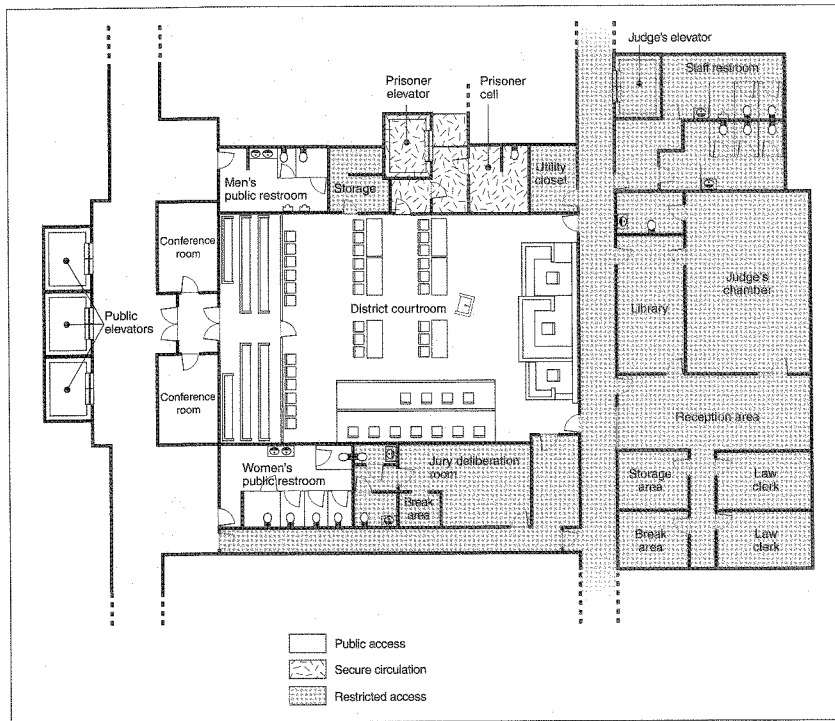 Judge's elevator
Staff restroom
Prisoner
elevator
Prisoner
cell
Men's
public restroom
Storage
Utility
closet
Conference
room
Judge's
chamber
Library
Public
elevators
District courtroom
Conference
room
Reception area
Women's
public restroom
Jury deliberation
room
Break
area
Storage
area
Law
clerk
Break
area
Law
clerk
Public access
Secure circulation
Restricted access